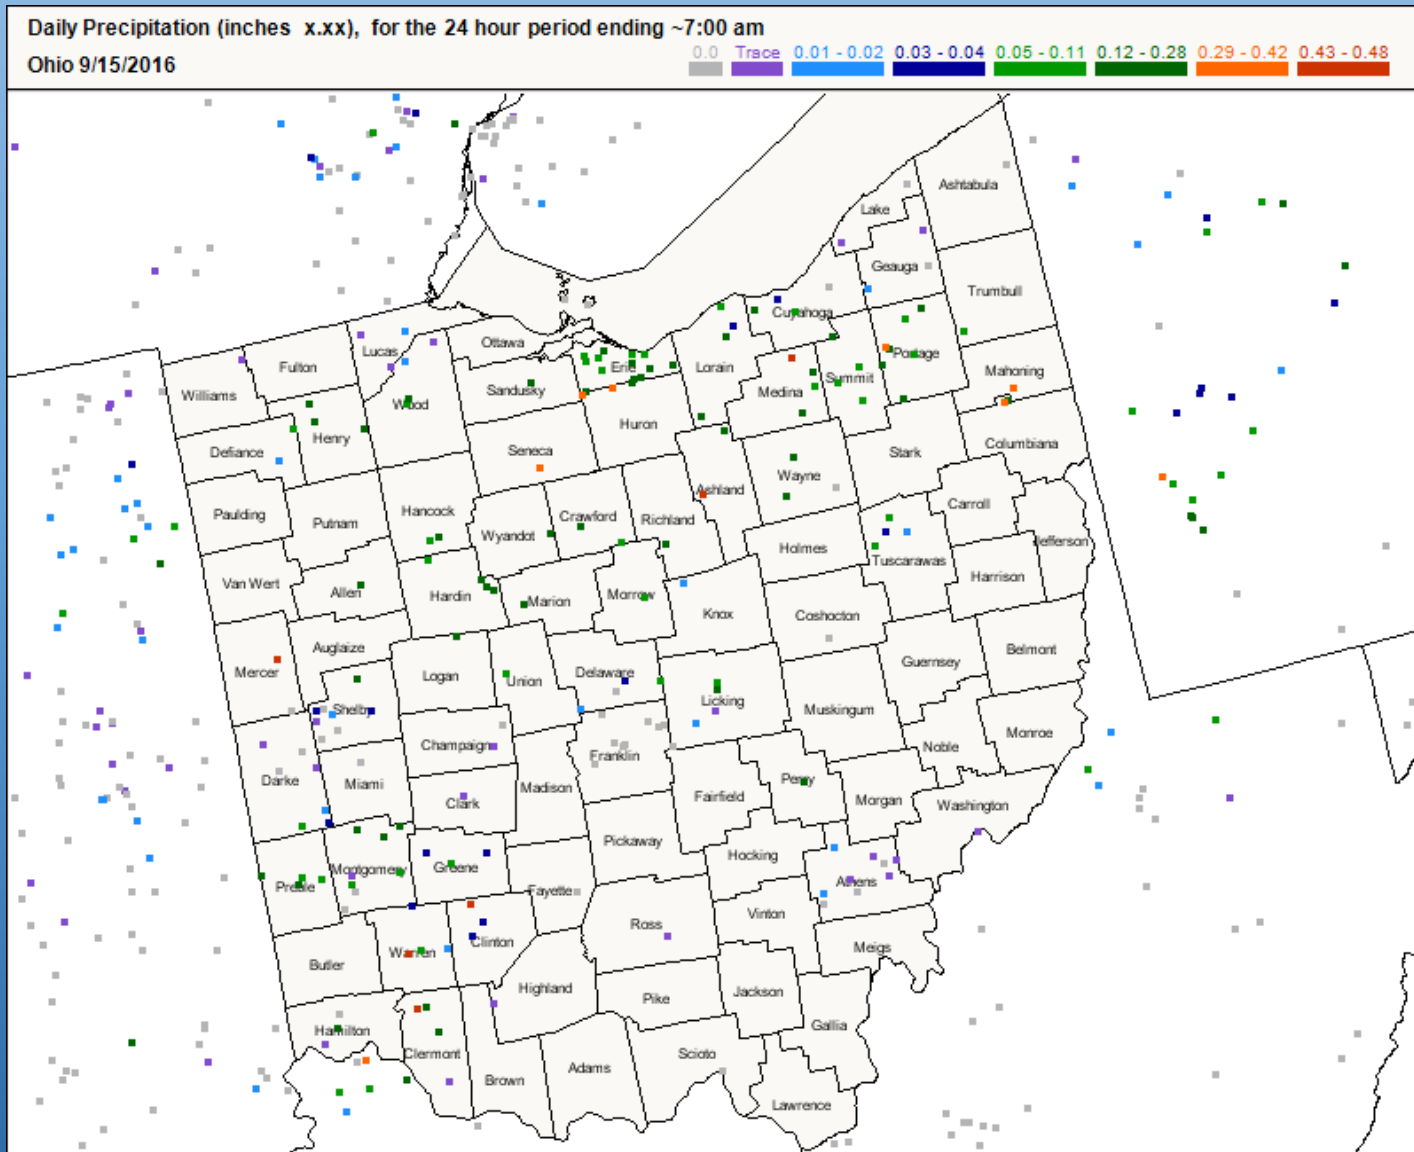 Daily Precipitation (inches x.xx), for the 24 hour period ending ~7:00 am
0.0 Trace 0.01 - 0.02 0.03 - 0.04 0.05 - 0.11 0.12 - 0.28 0.29 - 0.42 0.43 - 0.48
Ohio 9/15/2016
Ashtabula
Lake
Geauga
Trumbull
Cuyahoga
Ottawa
Lucas
Fulton
Williams
Erie
Lorain
Portage
Mahoning
Summit
Medina
Sandusky
Wood
Huron
Henry
Defiance
Seneca
Stark
Columbiana
Wayne
Ashland
Carroll
Paulding
Putnam
Hancock
Crawford
Richland
Wyandot
Holmes
Jefferson
Tuscarawas
Harrison
Van Wert
Allen
Hardin
Marion
Morrow
Knox
Coshocton
Auglaize
Belmont
Guernsey
Mercer
Logan
Union
Delaware
Licking
Muskingum
Shelby
Champaign
Franklin
Monroe
Noble
Darke
Miami
Madison
Perry
Clark
Fairfield
Morgan
Washington
Pickaway
Hocking
Montgomery
Greene
Preble
Fayette
Athens
Ross
Vinton
Clinton
Warren
Meigs
Butler
Highland
Pike
Jackson
Hamilton
Gallia
Clermont
Scioto
Brown
Adams
Lawrence